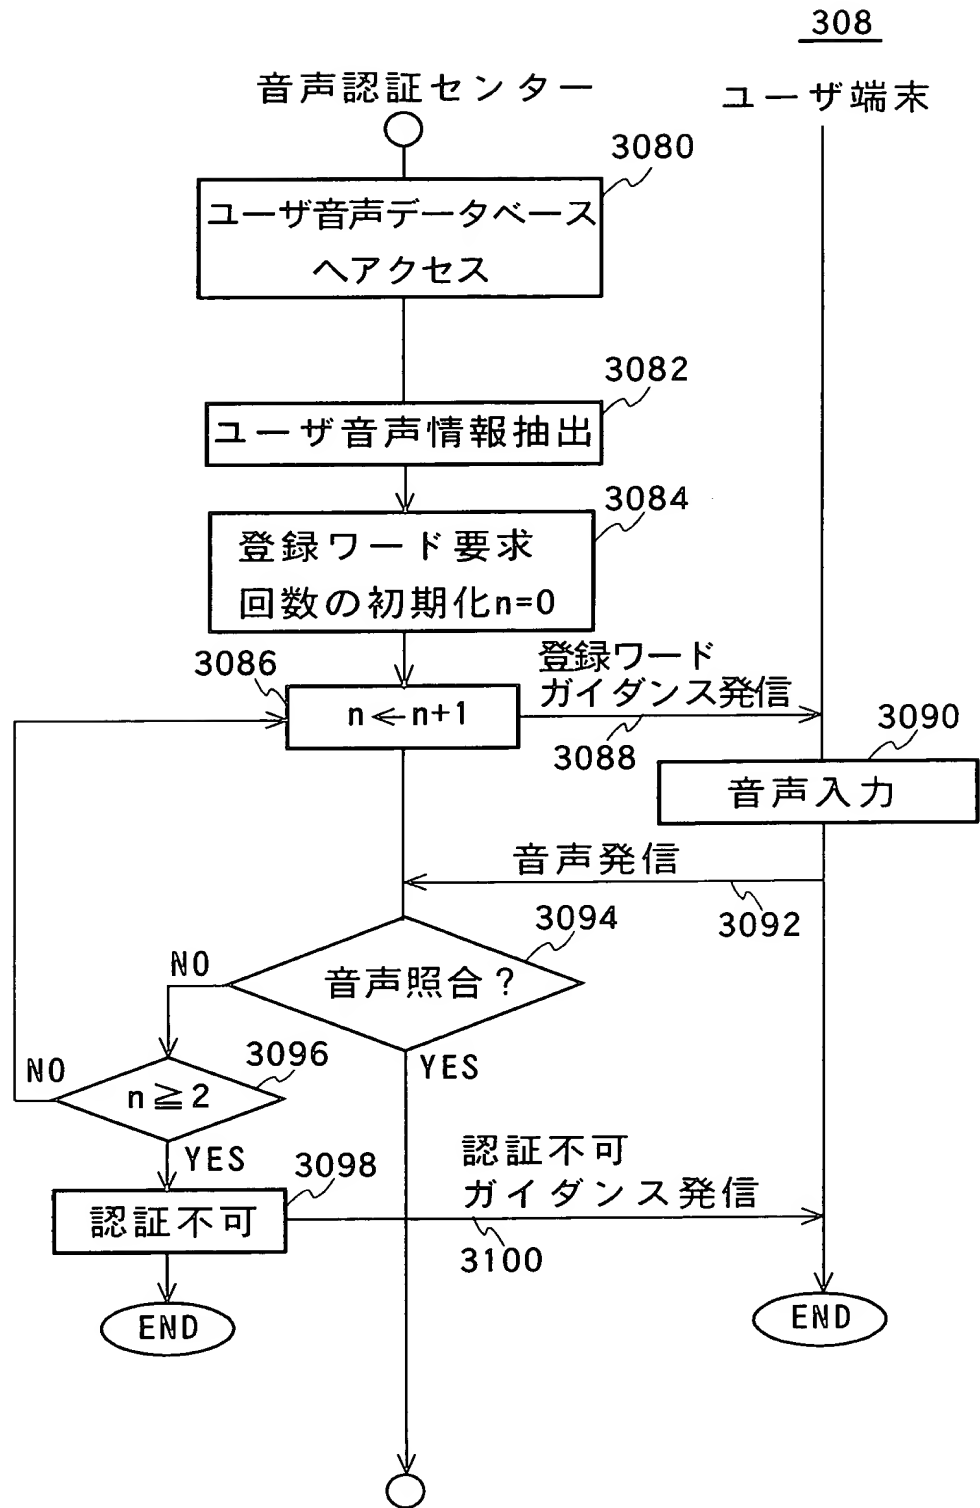 308
音声認証センター
ユーザ端末
3080
ユーザ音声データベース
へアクセス
3082
ユーザ音声情報抽出
3084
登録ワード要求
回数の初期化n=0
3086
n←n+1
登録ワード
ガイダンス発信
3088
3090
音声入力
音声発信
3092
3094
音声照合？
NO
YES
3096
n≧2
NO
YES
3098
認証不可
認証不可
ガイダンス発信
3100
END
END